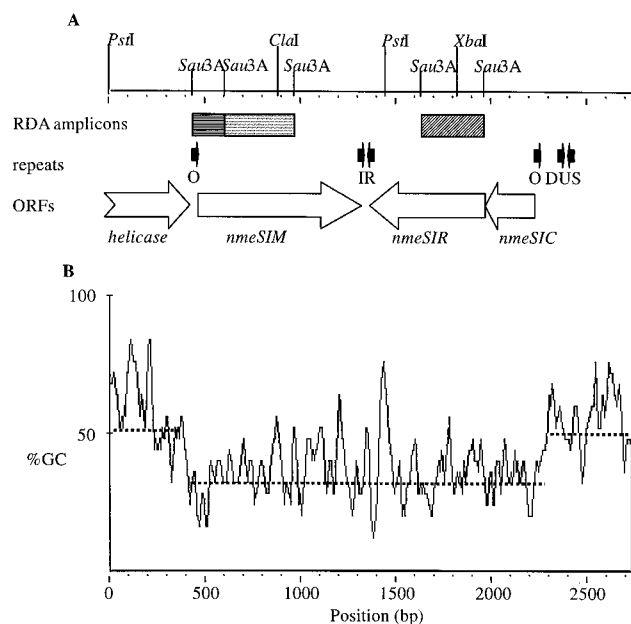 A
PstI ClaI PstI XbaI
Sau3A Sau3A Sau3A Sau3A Sau3A
RDA amplicons
repeats
O IR O DUS
ORFs
helicase nmeSIM nmeSIR nmeSIC
B
100
50
%GC
0
0 500 1000 1500 2000 2500
Position (bp)